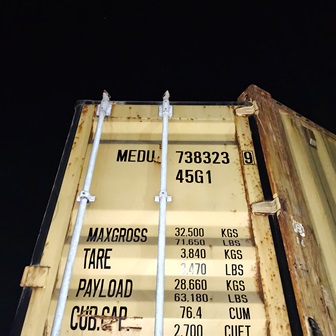 MEDU 738323 9
45G1
MAXGROSS 32.500 KGS
71.650 LBS
TARE 3.840 KGS
.470 LBS
PAYLOAD 28.660 KGS
63.180 LBS
CUB.CAP. 76.4 CUM
2.700 CUFT